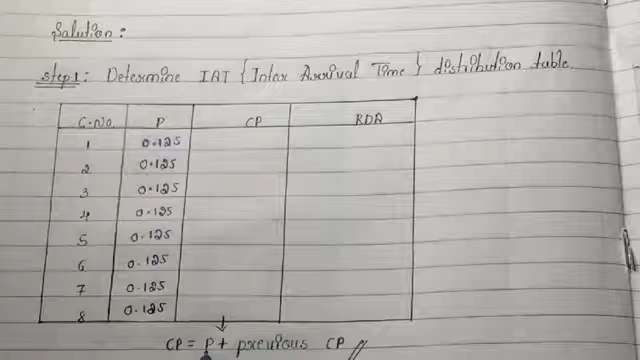 Solution:
Step1: Determine IAT {Inter Arrival Time} distribution table.
C.No. P CP RDA
1 0.125
2 0.125
3 0.125
4 0.125
5 0.125
6 0.125
7 0.125
8 0.125
CP = P + previous CP //